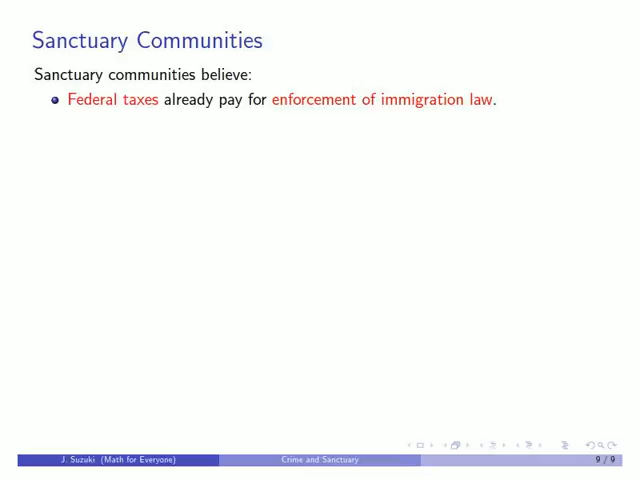 Sanctuary Communities
Sanctuary communities believe:
Federal taxes already pay for enforcement of immigration law.
J. Suzuki (Math for Everyone)
Crime and Sanctuary
9 / 9